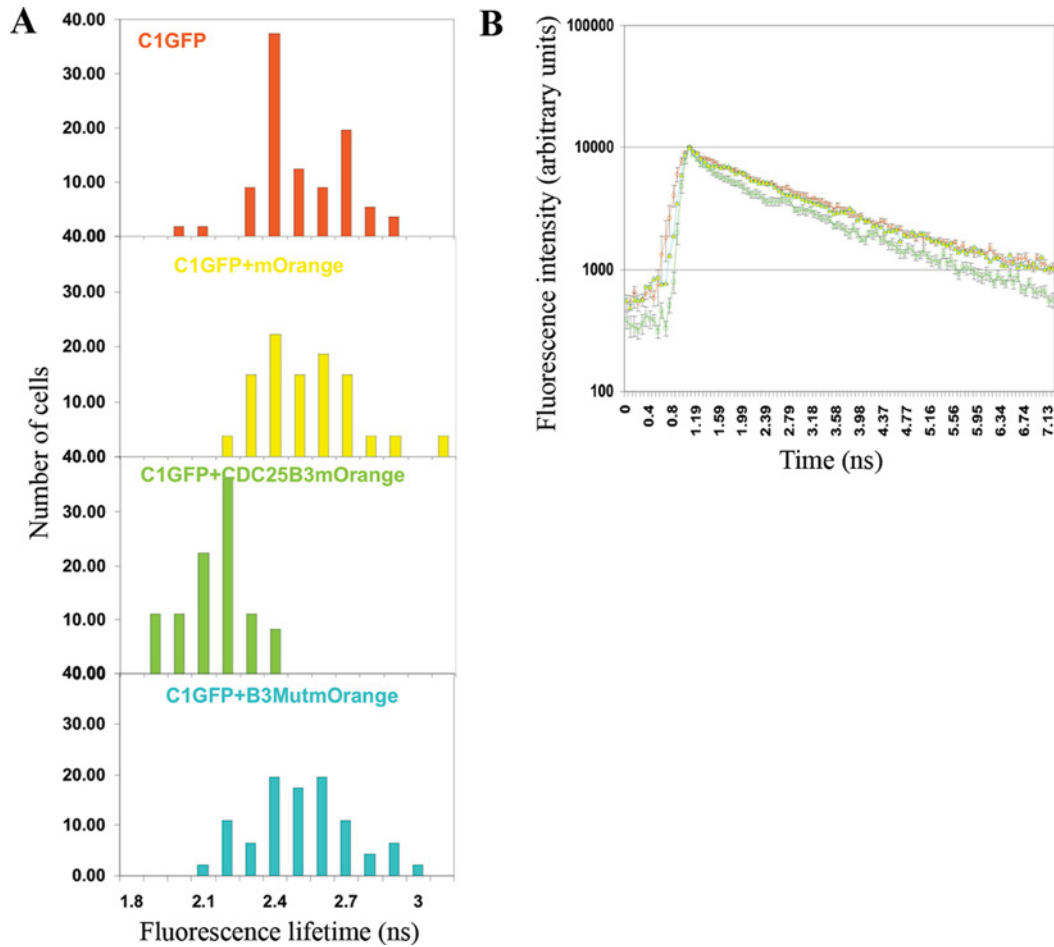 A
B
Number of cells
40.00
30.00
20.00
10.00
40.00
C1GFP
30.00
20.00
10.00
40.00
C1GFP+mOrange
30.00
20.00
10.00
40.00
C1GFP+CDC25B3mOrange
30.00
20.00
10.00
0.00
C1GFP+B3MutmOrange
1.8 2.1 2.4 2.7 3
Fluorescence lifetime (ns)
Fluorescence intensity (arbitrary units)
100000
10000
1000
100
0 0.4 0.8 1.19 1.59 1.99 2.39 2.79 3.18 3.58 3.98 4.37 4.77 5.16 5.56 5.95 6.34 6.74 7.13
Time (ns)